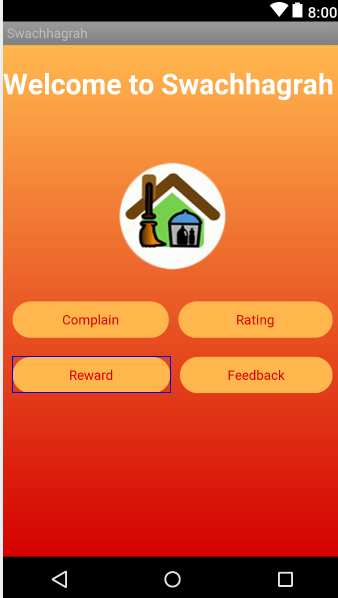 8:00
Swachhagrah
Welcome to Swachhagrah
Complain
Rating
Reward
Feedback